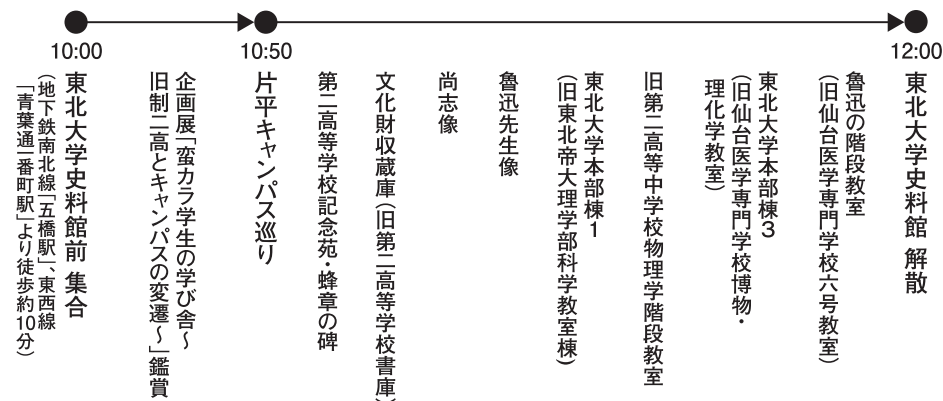 10:00
東北大学史料館前 集合
（地下鉄南北線「五橋駅」、東西線
「青葉通一番町駅」より徒歩約10分）
企画展「蛮カラ学生の学び舎～
旧制二高とキャンパスの変遷～」鑑賞
10:50
片平キャンパス巡り
第二高等学校記念苑・蜂章の碑
文化財収蔵庫（旧第二高等学校書庫）
尚志像
魯迅先生像
東北大学本部棟1
（旧東北帝大理学部科学教室棟）
旧第二高等中学校物理学階段教室
東北大学本部棟3
（旧仙台医学専門学校博物・
理化学教室）
魯迅の階段教室
（旧仙台医学専門学校六号教室）
12:00
東北大学史料館 解散